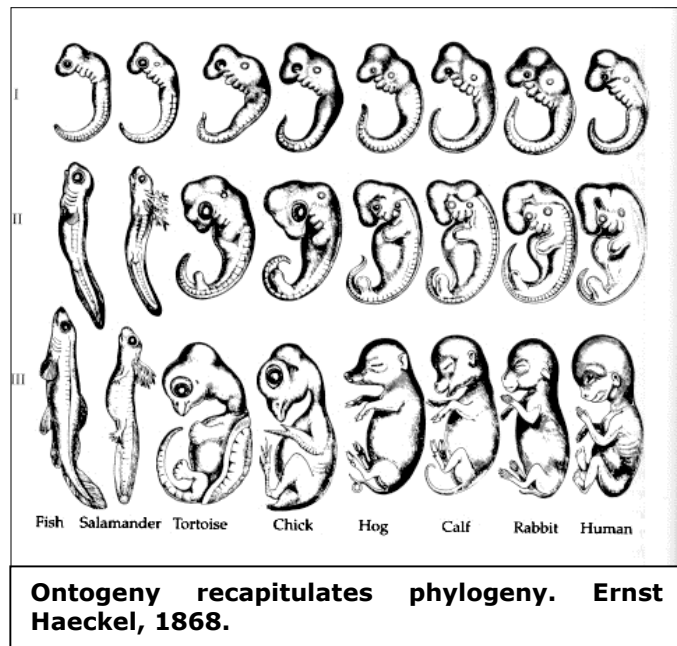 I
II
III
Fish Salamander Tortoise Chick Hog Calf Rabbit Human
Ontogeny recapitulates phylogeny. Ernst
Haeckel, 1868.